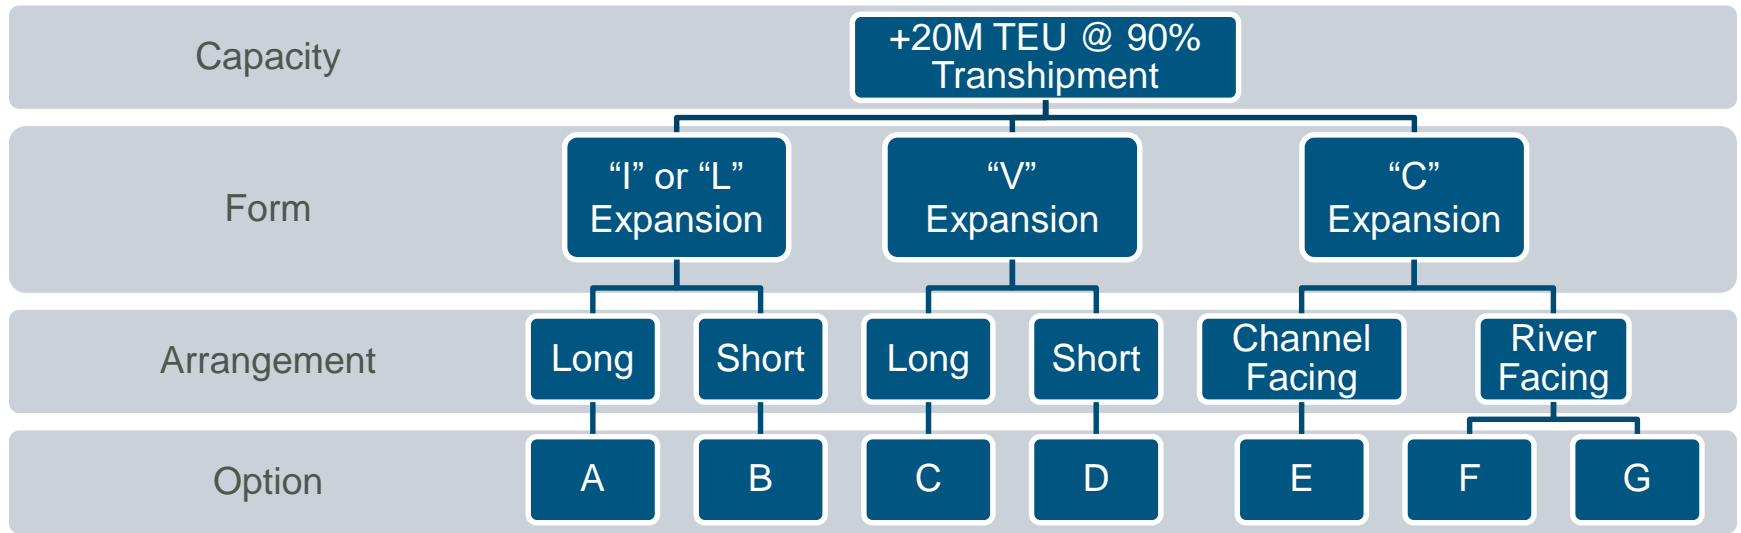 Capacity
+20M TEU @ 90%
Transhipment
Form
“I” or “L”
Expansion
“V”
Expansion
“C”
Expansion
Arrangement
Long
Short
Long
Short
Channel
Facing
River
Facing
Option
A
B
C
D
E
F
G